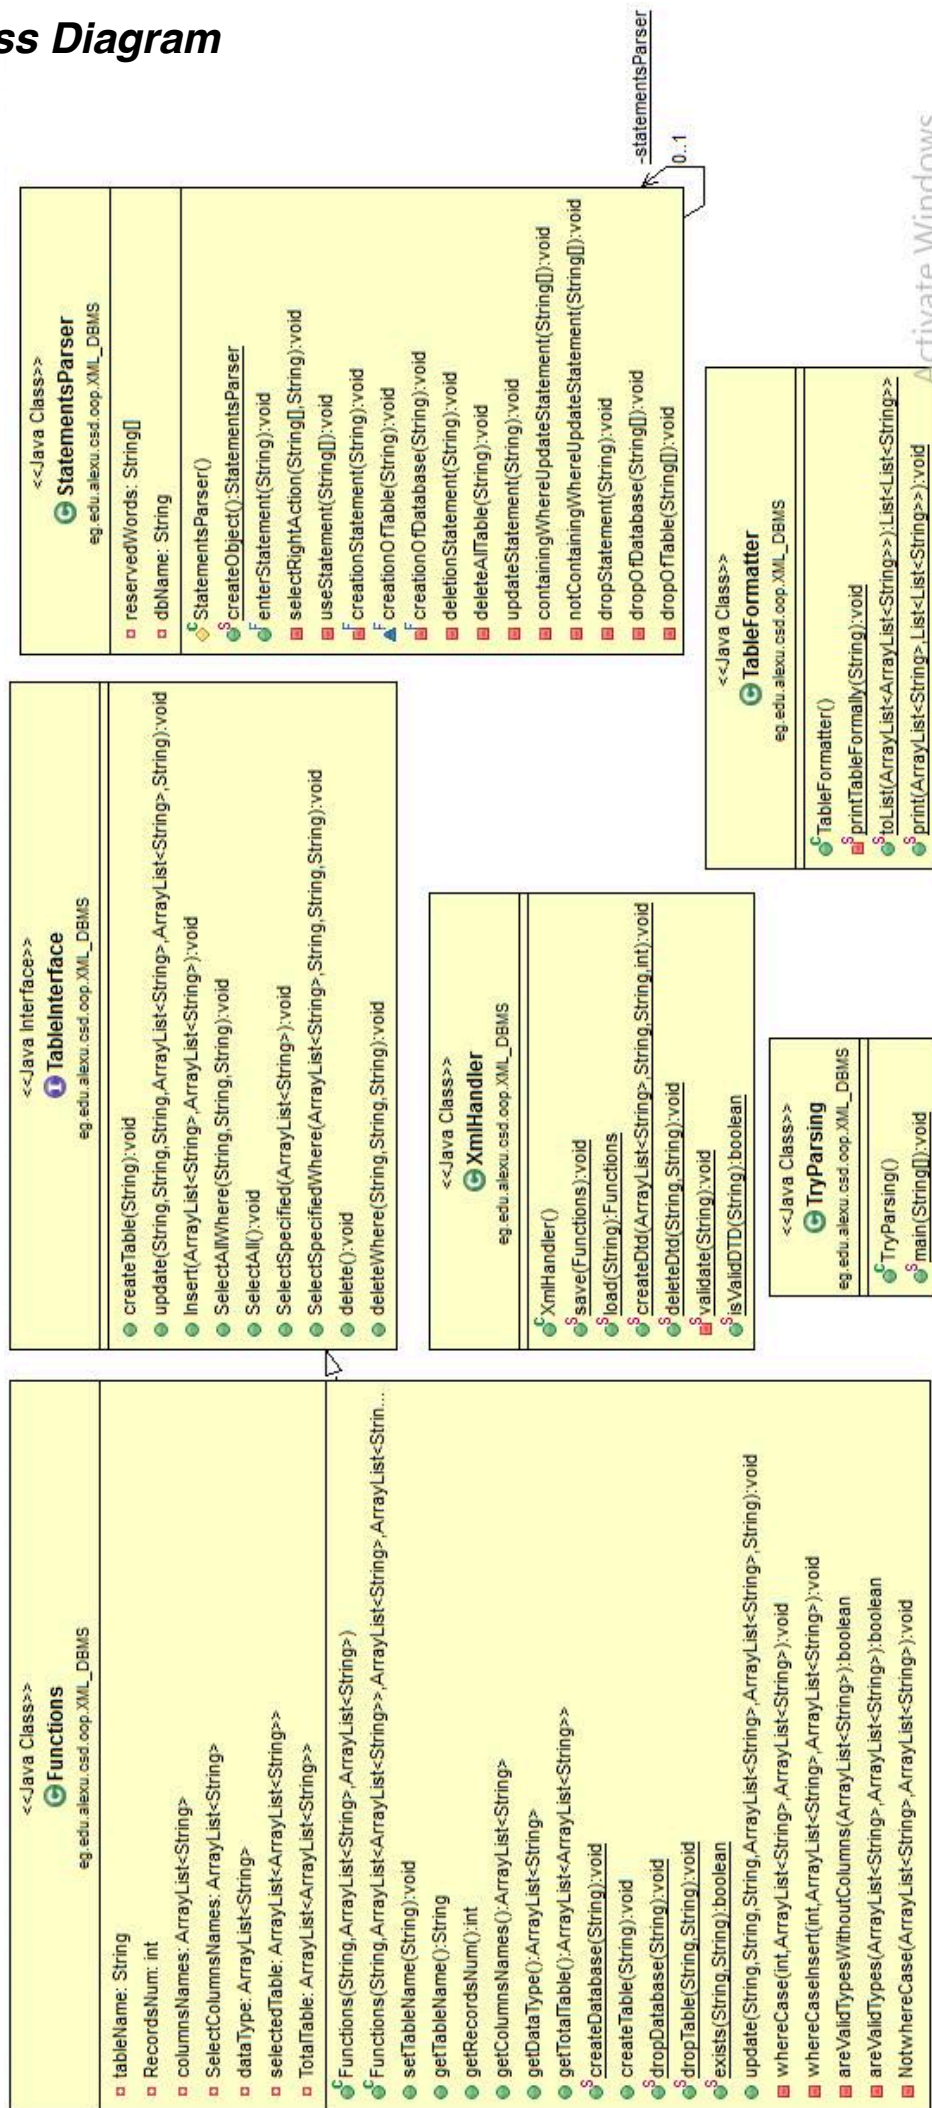 ss Diagram
<<Java Class>>
Functions
eg.edu.alexu.csd.oop.XML_DBMS
tableName: String
RecordsNum: int
columnsNames: ArrayList<String>
SelectColumnsNames: ArrayList<String>
dataType: ArrayList<String>
selectedTable: ArrayList<ArrayList<String>>
TotalTable: ArrayList<ArrayList<String>>
Functions(String,ArrayList<String>,ArrayList<String>)
Functions(String,ArrayList<ArrayList<String>>,ArrayList<String>,ArrayList<Strin...
setTableName(String):void
getTableName():String
getRecordsNum():int
getColumnsNames():ArrayList<String>
getDataType():ArrayList<String>
getTotalTable():ArrayList<ArrayList<String>>
createDatabase(String):void
createTable(String):void
dropDatabase(String):void
dropTable(String,String):void
exists(String,String):boolean
update(String,String,String,ArrayList<String>,ArrayList<String>,String):void
whereCase(int,ArrayList<String>,ArrayList<String>):void
whereCaseInsert(int,ArrayList<String>,ArrayList<String>):void
areValidTypesWithoutColumns(ArrayList<String>):boolean
areValidTypes(ArrayList<String>,ArrayList<String>):boolean
NotwhereCase(ArrayList<String>,ArrayList<String>):void
<<Java Interface>>
TableInterface
eg.edu.alexu.csd.oop.XML_DBMS
createTable(String):void
update(String,String,String,ArrayList<String>,ArrayList<String>,String):void
Insert(ArrayList<String>,ArrayList<String>):void
SelectAllWhere(String,String,String):void
SelectAll():void
SelectSpecified(ArrayList<String>):void
SelectSpecifiedWhere(ArrayList<String>,String,String,String):void
delete():void
deleteWhere(String,String,String):void
<<Java Class>>
StatementsParser
eg.edu.alexu.csd.oop.XML_DBMS
reservedWords: String[]
dbName: String
StatementsParser()
createObject():StatementsParser
enterStatement(String):void
selectRightAction(String[],String):void
useStatement(String[]):void
creationStatement(String):void
creationOfTable(String):void
creationOfDatabase(String):void
deletionStatement(String):void
deleteAllTable(String):void
updateStatement(String):void
containingWhereUpdateStatement(String[]):void
notContainingWhereUpdateStatement(String[]):void
dropStatement(String):void
dropOfDatabase(String[]):void
dropOfTable(String[]):void
-statementsParser
0..1
<<Java Class>>
XmlHandler
eg.edu.alexu.csd.oop.XML_DBMS
XmlHandler()
save(Functions):void
load(String):Functions
createDtd(ArrayList<String>,String,String,int):void
deleteDtd(String,String):void
validate(String):void
isValidDTD(String):boolean
<<Java Class>>
TableFormatter
eg.edu.alexu.csd.oop.XML_DBMS
TableFormatter()
printTableFormally(String):void
toList(ArrayList<ArrayList<String>>):List<List<String>>
print(ArrayList<String>,List<List<String>>):void
<<Java Class>>
TryParsing
eg.edu.alexu.csd.oop.XML_DBMS
TryParsing()
main(String[]):void
Activate Windows